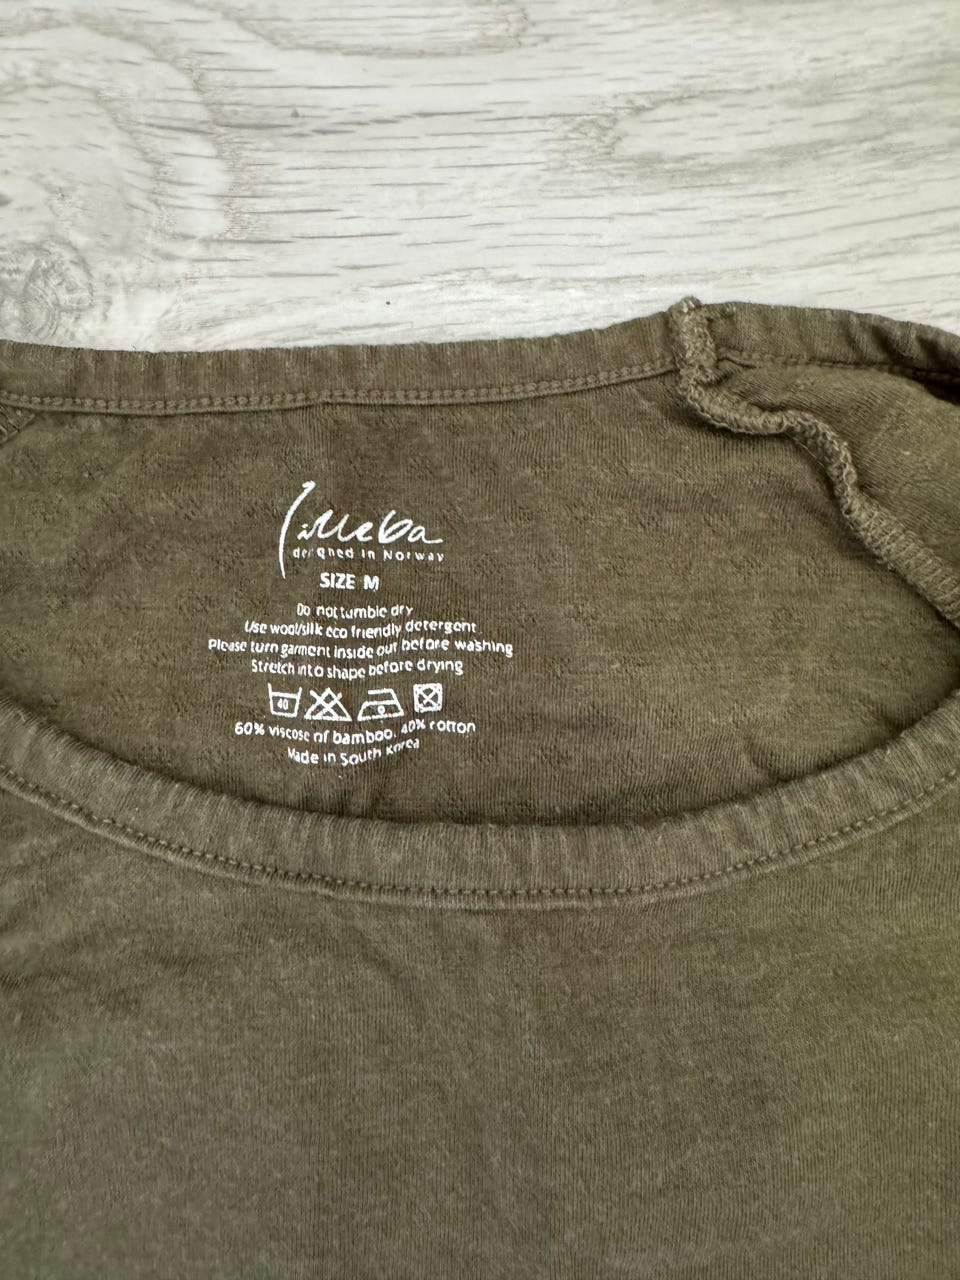 Lilleba
designed in Norway
SIZE M
Do not tumble dry
Use wool/silk eco friendly detergent
Please turn garment inside out before washing
Stretch into shape before drying
40
60% viscose of bamboo, 40% cotton
Made in South Korea